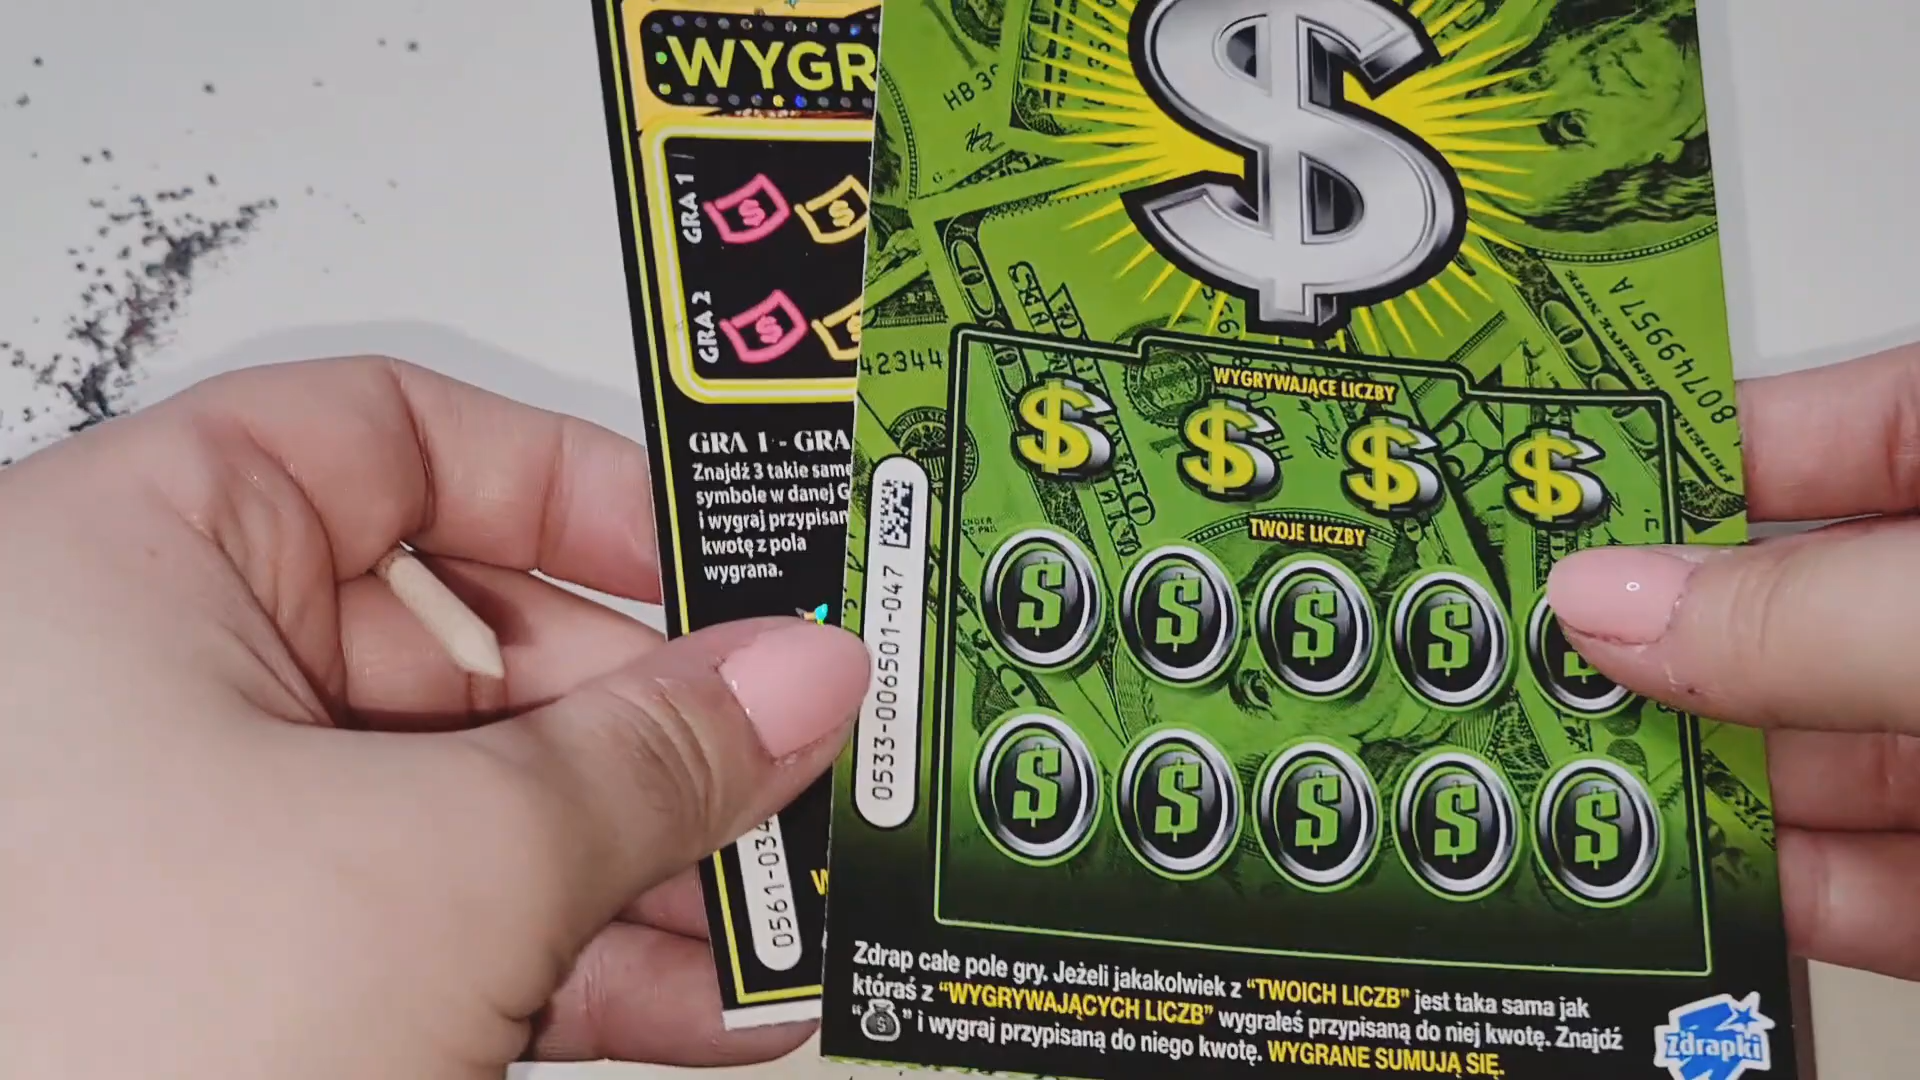 WYGR
GRA 1
GRA 2
GRA 1 - GRA
Znajdź 3 takie same
symbole w danej G
i wygraj przypisan
kwotę z pola
wygrana.
0561-034
HB 39
42344
80749957A
WYGRYWAJĄCE LICZBY
TWOJE LICZBY
0533-006501-047
Zdrap całe pole gry. Jeżeli jakakolwiek z “TWOICH LICZB” jest taka sama jak
któraś z “WYGRYWAJĄCYCH LICZB” wygrałeś przypisaną do niej kwotę. Znajdź
“ ” i wygraj przypisaną do niego kwotę. WYGRANE SUMUJĄ SIĘ.
Zdrapki